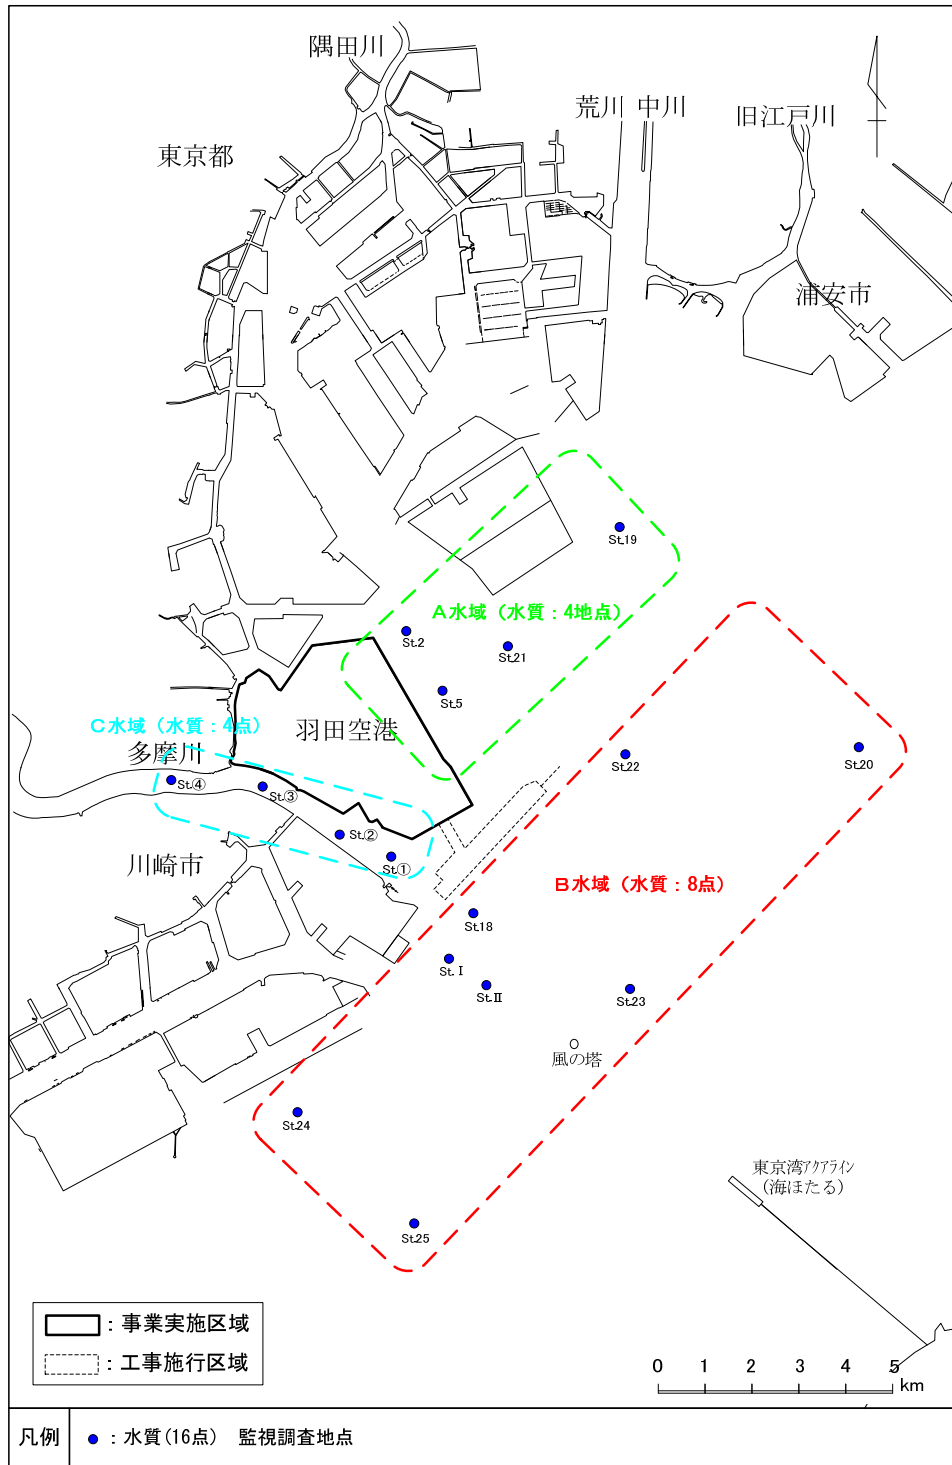 隅田川
荒川 中川
旧江戸川
東京都
浦安市
St.19
A水域（水質：4地点）
St.2
St.21
St.5
C水域（水質：4点）
羽田空港
多摩川
St.22
St.20
St.④
St.③
St.②
St.①
川崎市
B水域（水質：8点）
St.18
St.Ⅰ
St.Ⅱ
St.23
風の塔
St.24
東京湾アクアライン
（海ほたる）
St.25
：事業実施区域
：工事施行区域
0 1 2 3 4 5
km
凡例
：水質(16点) 監視調査地点